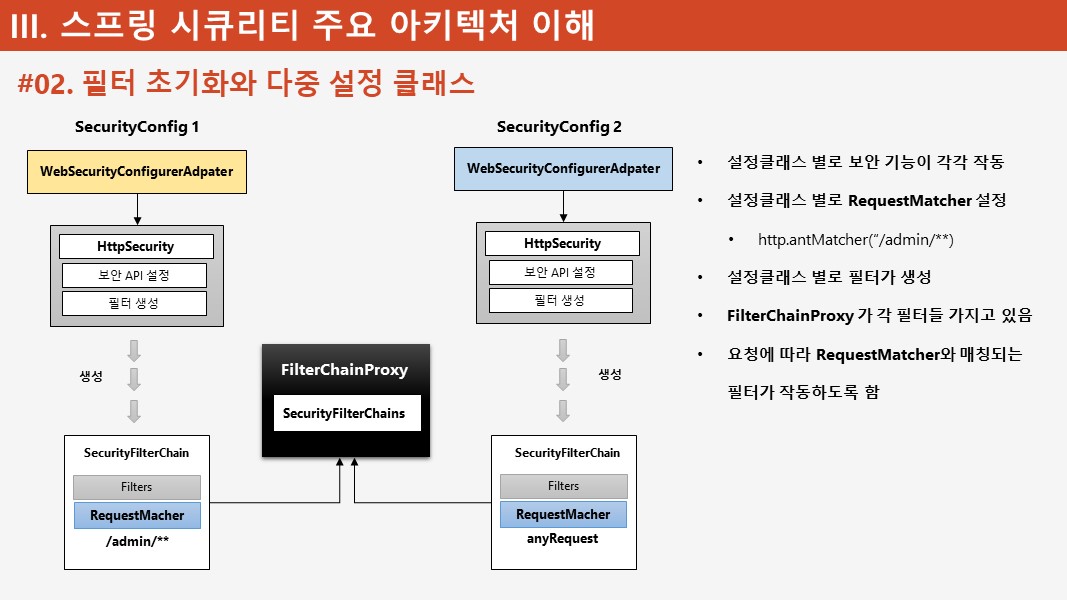 III. 스프링 시큐리티 주요 아키텍처 이해
#02. 필터 초기화와 다중 설정 클래스
SecurityConfig 1
WebSecurityConfigurerAdpater
HttpSecurity
보안 API 설정
필터 생성
생성
SecurityFilterChain
Filters
RequestMacher
/admin/**
FilterChainProxy
SecurityFilterChains
SecurityConfig 2
WebSecurityConfigurerAdpater
HttpSecurity
보안 API 설정
필터 생성
생성
SecurityFilterChain
Filters
RequestMacher
anyRequest
• 설정클래스 별로 보안 기능이 각각 작동
• 설정클래스 별로 RequestMatcher 설정
• http.antMatcher(“/admin/**)
• 설정클래스 별로 필터가 생성
• FilterChainProxy 가 각 필터들 가지고 있음
• 요청에 따라 RequestMatcher와 매칭되는
필터가 작동하도록 함